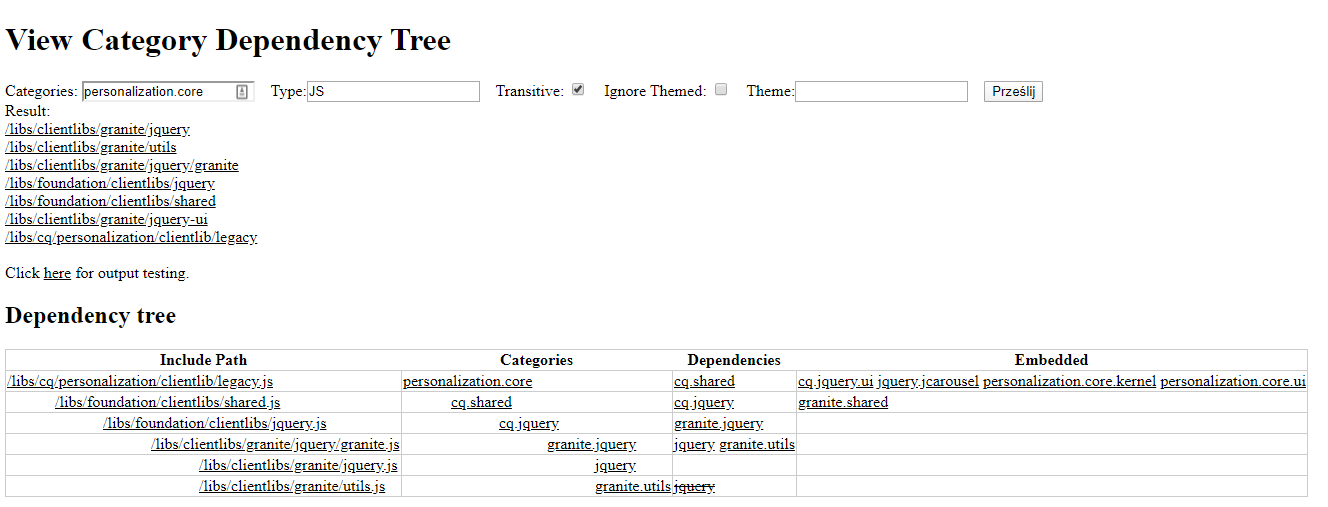 View Category Dependency Tree
Categories: personalization.core Type: JS Transitive: Ignore Themed: Theme: Prześlij
Result:
/libs/clientlibs/granite/jquery
/libs/clientlibs/granite/utils
/libs/clientlibs/granite/jquery/granite
/libs/foundation/clientlibs/jquery
/libs/foundation/clientlibs/shared
/libs/clientlibs/granite/jquery-ui
/libs/cq/personalization/clientlib/legacy
Click here for output testing.
Dependency tree
Include Path Categories Dependencies Embedded
/libs/cq/personalization/clientlib/legacy.js personalization.core cq.shared cq.jquery.ui jquery.jcarousel personalization.core.kernel personalization.core.ui
/libs/foundation/clientlibs/shared.js cq.shared cq.jquery granite.shared
/libs/foundation/clientlibs/jquery.js cq.jquery granite.jquery
/libs/clientlibs/granite/jquery/granite.js granite.jquery jquery granite.utils
/libs/clientlibs/granite/jquery.js jquery
/libs/clientlibs/granite/utils.js granite.utils jquery